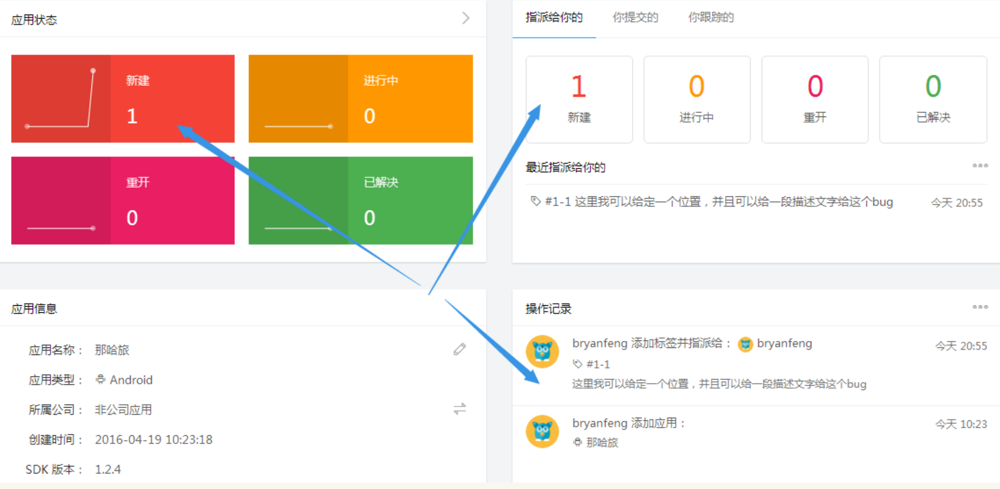 应用状态
新建
1
进行中
0
重开
0
已解决
0
指派给你的
你提交的
你跟踪的
1
新建
0
进行中
0
重开
0
已解决
最近指派给你的
#1-1 这里我可以给定一个位置，并且可以给一段描述文字给这个bug
今天 20:55
应用信息
应用名称： 那哈旅
应用类型： Android
所属公司： 非公司应用
创建时间： 2016-04-19 10:23:18
SDK 版本： 1.2.4
操作记录
bryanfeng 添加标签并指派给： bryanfeng
今天 20:55
#1-1
这里我可以给定一个位置，并且可以给一段描述文字给这个bug
bryanfeng 添加应用：
今天 10:23
那哈旅